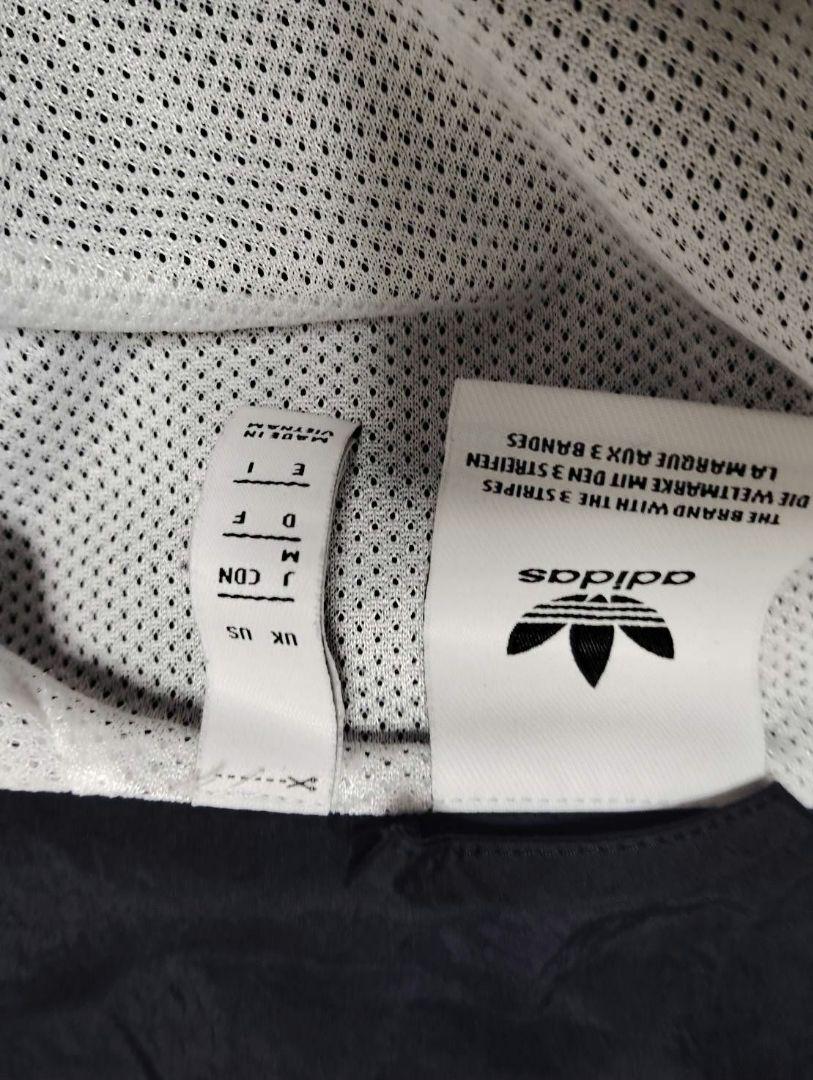 adidas
THE BRAND WITH THE 3 STRIPES
DIE WELTMARKE MIT DEN 3 STREIFEN
LA MARQUE AUX 3 BANDES
UK US
J CDN
M
D F
E I
MADE IN
VIETNAM